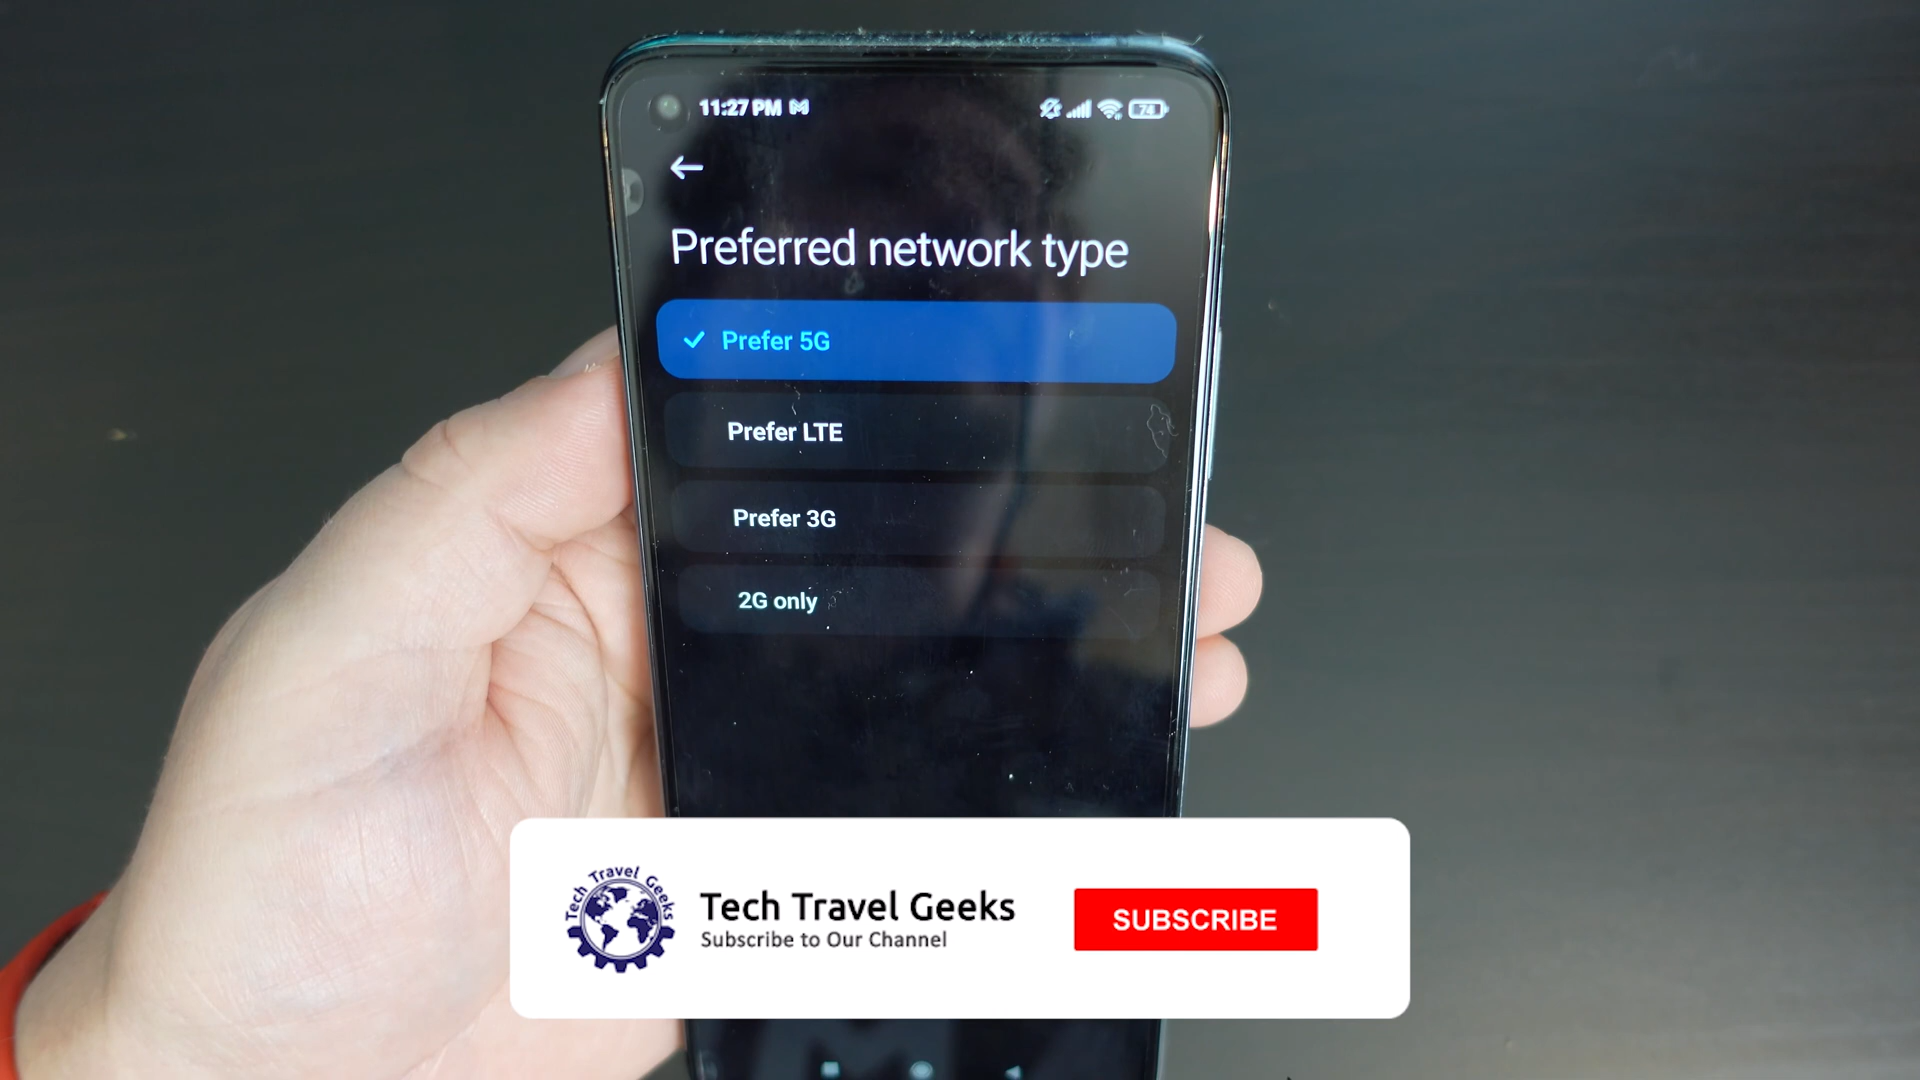 11:27 PM
74
Preferred network type
Prefer 5G
Prefer LTE
Prefer 3G
2G only
Tech Travel Geeks
Tech Travel Geeks
Subscribe to Our Channel
SUBSCRIBE